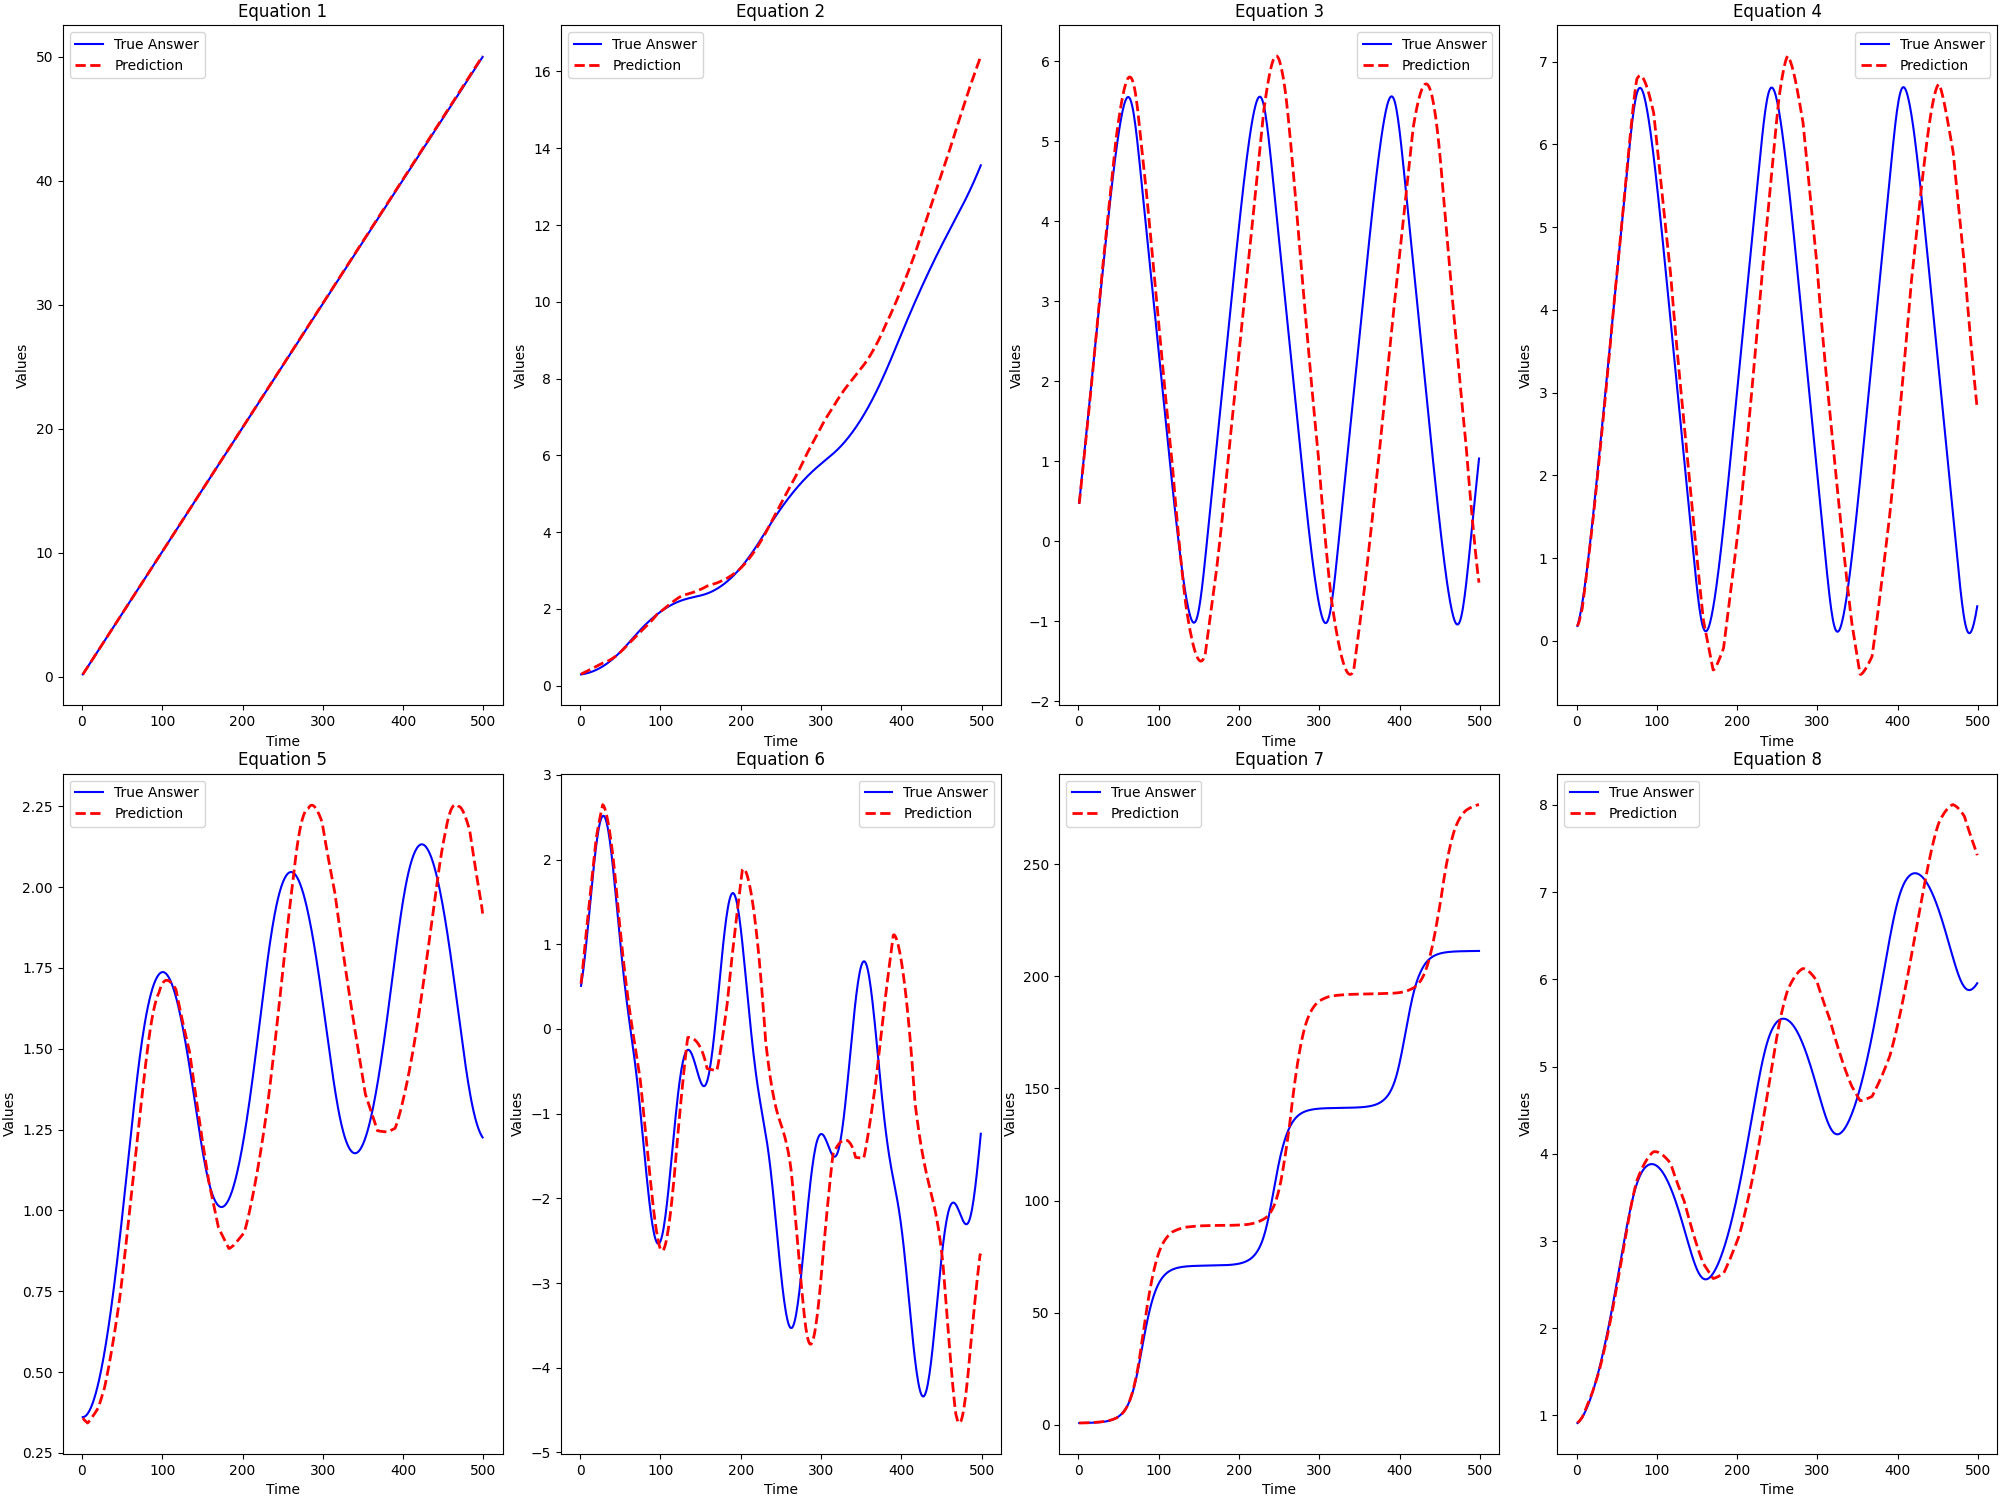 Equation 1
True Answer
Prediction
50
40
30
20
10
0
Values
0 100 200 300 400 500
Time
Equation 2
True Answer
Prediction
16
14
12
10
8
6
4
2
0
Values
0 100 200 300 400 500
Time
Equation 3
True Answer
Prediction
6
5
4
3
2
1
0
−1
−2
Values
0 100 200 300 400 500
Time
Equation 4
True Answer
Prediction
7
6
5
4
3
2
1
0
Values
0 100 200 300 400 500
Time
Equation 5
True Answer
Prediction
2.25
2.00
1.75
1.50
1.25
1.00
0.75
0.50
0.25
Values
0 100 200 300 400 500
Time
Equation 6
True Answer
Prediction
3
2
1
0
−1
−2
−3
−4
−5
Values
0 100 200 300 400 500
Time
Equation 7
True Answer
Prediction
250
200
150
100
50
0
Values
0 100 200 300 400 500
Time
Equation 8
True Answer
Prediction
8
7
6
5
4
3
2
1
Values
0 100 200 300 400 500
Time